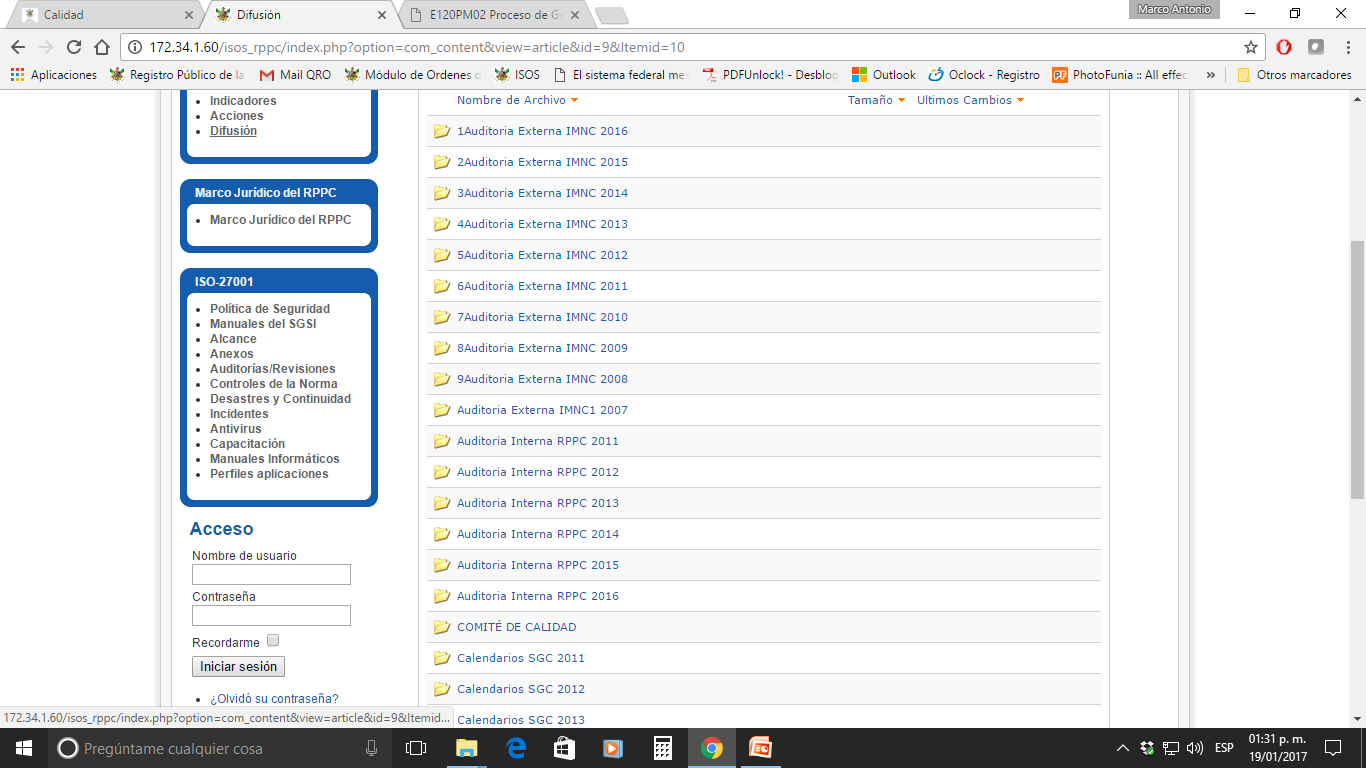 Calidad
Difusión
E120PM02 Proceso de Ge
Marco Antonio
172.34.1.60/isos_rppc/index.php?option=com_content&view=article&id=9&Itemid=10
Aplicaciones
Registro Público de la
Mail QRO
Módulo de Ordenes d
ISOS
El sistema federal me
PDFUnlock! - Desbloq
Outlook
Oclock - Registro
PhotoFunia :: All effec
»
Otros marcadores
Indicadores
Acciones
Difusión
Marco Jurídico del RPPC
Marco Jurídico del RPPC
ISO-27001
Política de Seguridad
Manuales del SGSI
Alcance
Anexos
Auditorías/Revisiones
Controles de la Norma
Desastres y Continuidad
Incidentes
Antivirus
Capacitación
Manuales Informáticos
Perfiles aplicaciones
Acceso
Nombre de usuario
Contraseña
Recordarme
Iniciar sesión
¿Olvidó su contraseña?
Nombre de Archivo
Tamaño
Ultimos Cambios
1Auditoria Externa IMNC 2016
2Auditoria Externa IMNC 2015
3Auditoria Externa IMNC 2014
4Auditoria Externa IMNC 2013
5Auditoria Externa IMNC 2012
6Auditoria Externa IMNC 2011
7Auditoria Externa IMNC 2010
8Auditoria Externa IMNC 2009
9Auditoria Externa IMNC 2008
Auditoria Externa IMNC1 2007
Auditoria Interna RPPC 2011
Auditoria Interna RPPC 2012
Auditoria Interna RPPC 2013
Auditoria Interna RPPC 2014
Auditoria Interna RPPC 2015
Auditoria Interna RPPC 2016
COMITÉ DE CALIDAD
Calendarios SGC 2011
Calendarios SGC 2012
Calendarios SGC 2013
172.34.1.60/isos_rppc/index.php?option=com_content&view=article&id=9&Itemid...
Pregúntame cualquier cosa
ESP
01:31 p. m.
19/01/2017